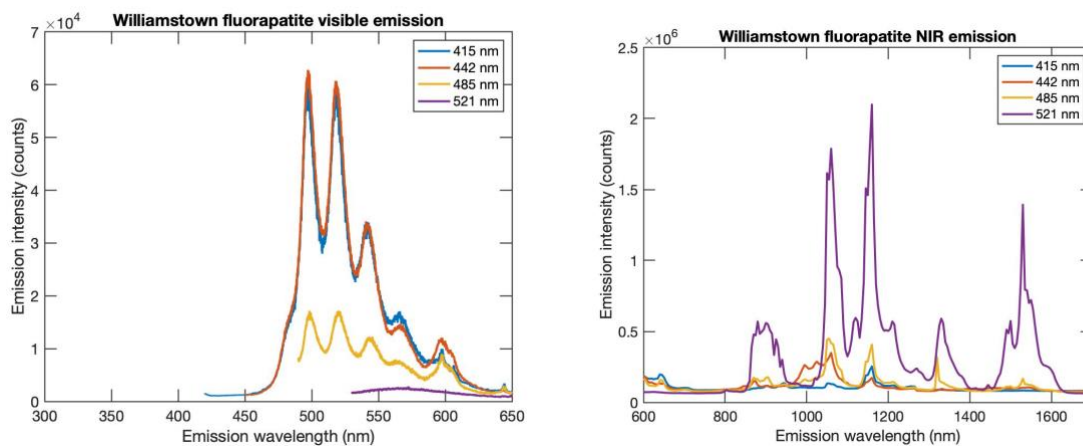 Williamstown fluorapatite visible emission
×10⁴
7
6
5
4
3
2
1
0
Emission intensity (counts)
415 nm
442 nm
485 nm
521 nm
300 350 400 450 500 550 600 650
Emission wavelength (nm)
Williamstown fluorapatite NIR emission
×10⁶
2.5
2
1.5
1
0.5
0
Emission intensity (counts)
415 nm
442 nm
485 nm
521 nm
600 800 1000 1200 1400 1600
Emission wavelength (nm)